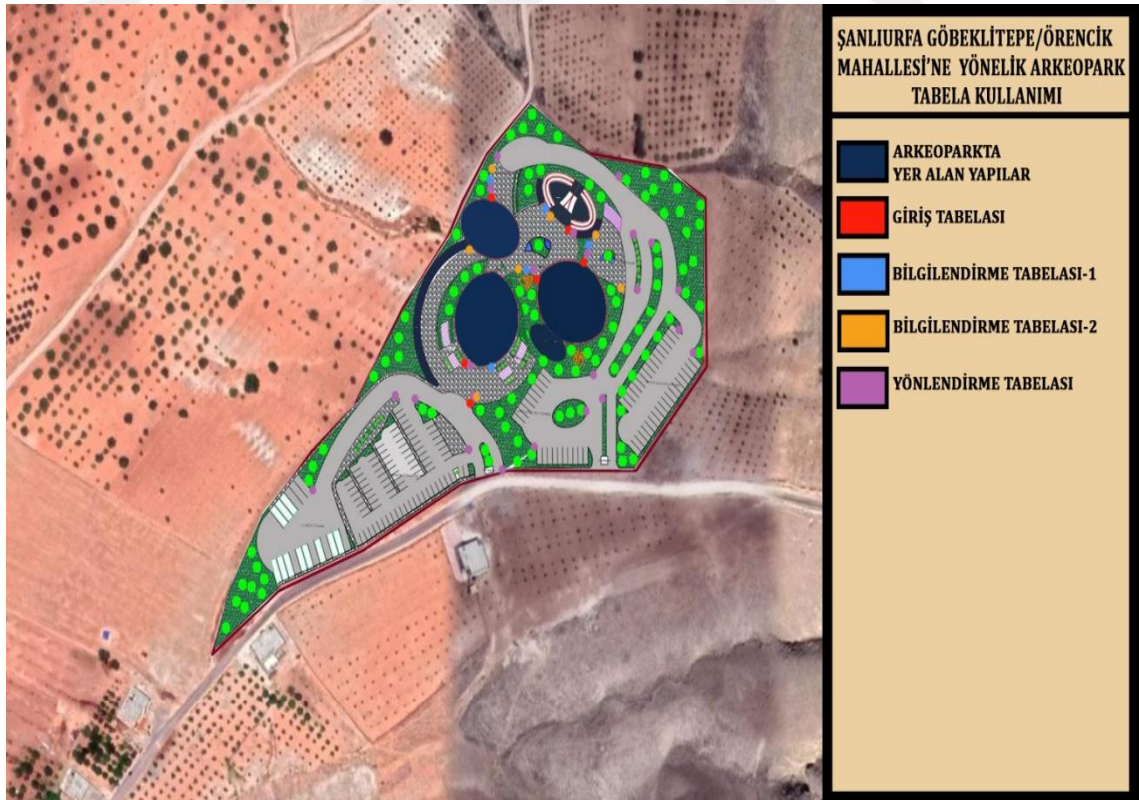 ŞANLIURFA GÖBEKLİTEPE/ÖRENCİK
MAHALLESİ'NE YÖNELİK ARKEOPARK
TABELA KULLANIMI
ARKEOPARKTA
YER ALAN YAPILAR
GİRİŞ TABELASI
BİLGİLENDİRME TABELASI-1
BİLGİLENDİRME TABELASI-2
YÖNLENDİRME TABELASI